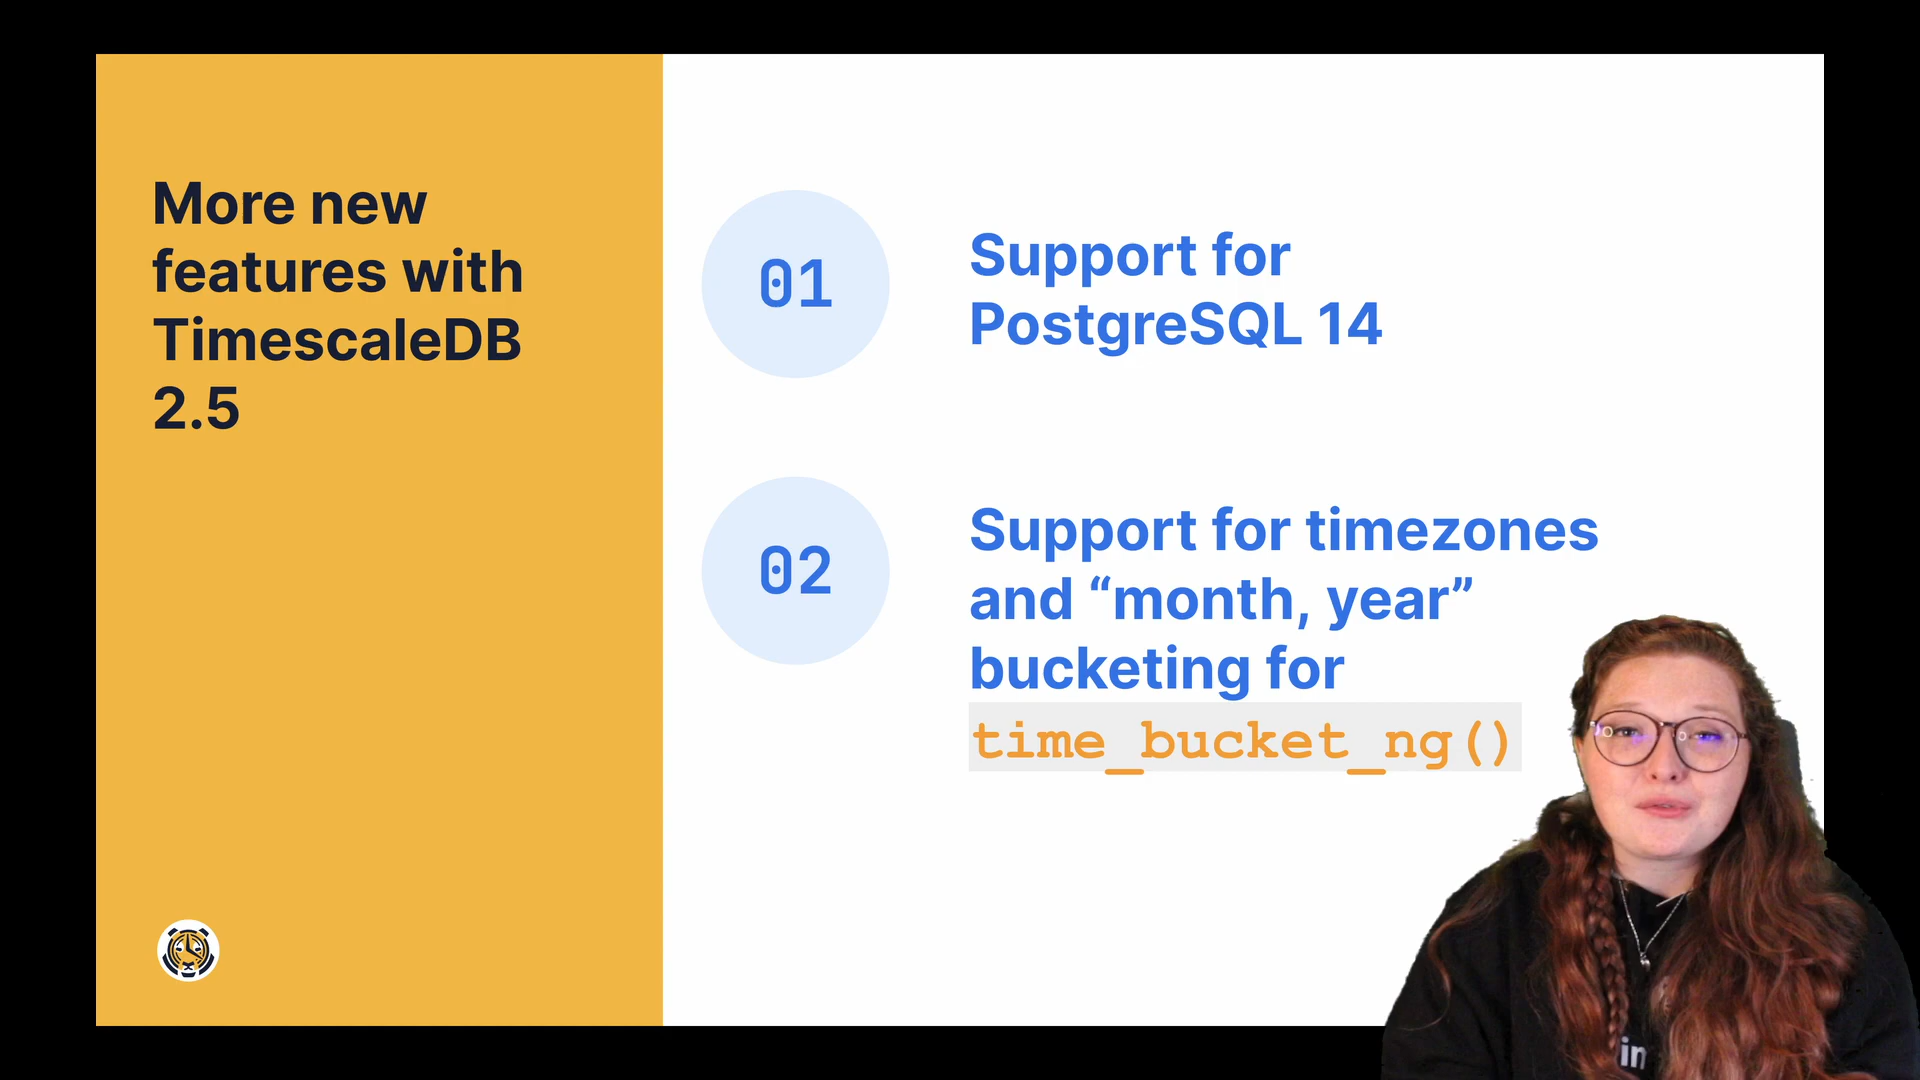 More new
features with
TimescaleDB
2.5
01
Support for
PostgreSQL 14
02
Support for timezones
and “month, year”
bucketing for
time_bucket_ng()
im